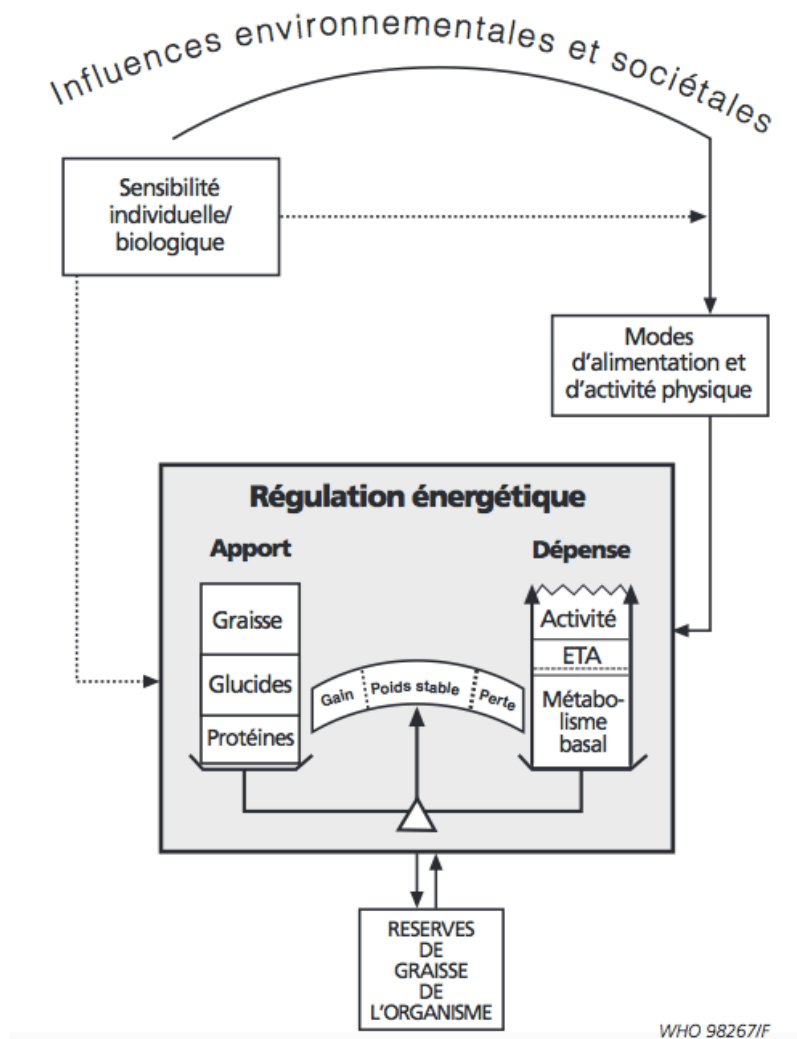 Influences environnementales et sociétales
Sensibilité
individuelle/
biologique
Modes
d'alimentation et
d'activité physique
Régulation énergétique
Apport
Dépense
Graisse
Glucides
Protéines
Gain
Poids stable
Perte
Activité
ETA
Métabo-
lisme
basal
RESERVES
DE
GRAISSE
DE
L'ORGANISME
WHO 98267/F